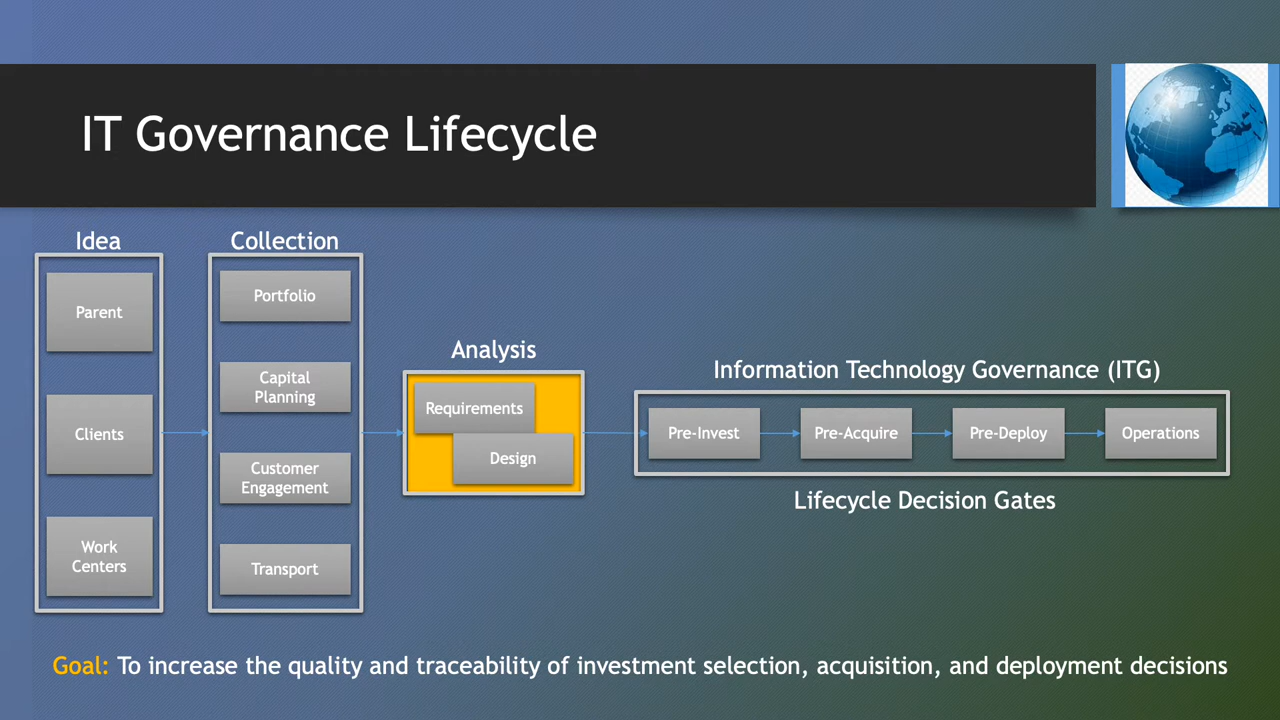 IT Governance Lifecycle
Idea
Parent
Clients
Work
Centers
Collection
Portfolio
Capital
Planning
Customer
Engagement
Transport
Analysis
Requirements
Design
Information Technology Governance (ITG)
Pre-Invest
Pre-Acquire
Pre-Deploy
Operations
Lifecycle Decision Gates
Goal: To increase the quality and traceability of investment selection, acquisition, and deployment decisions